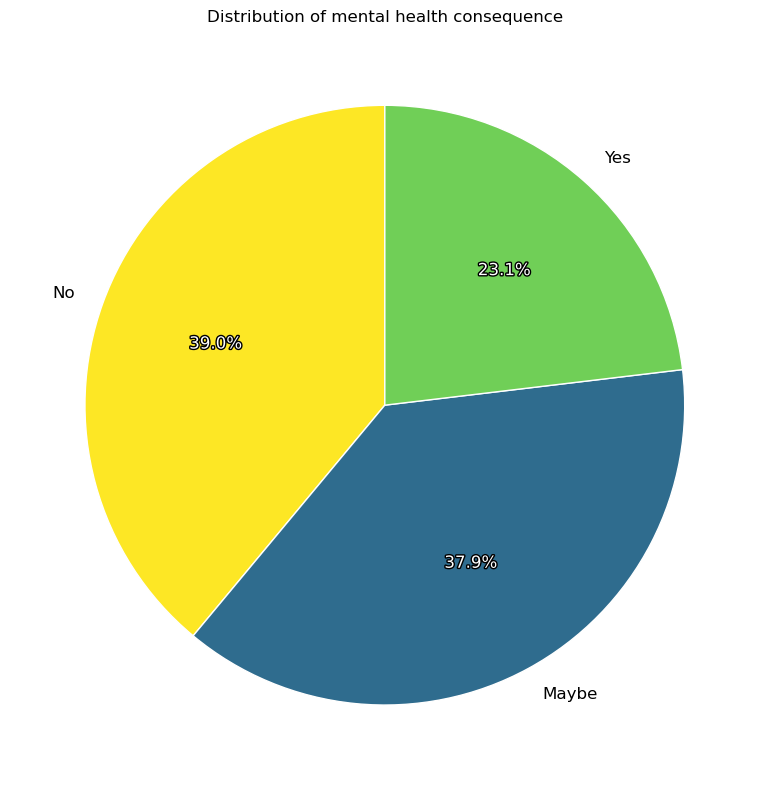 Distribution of mental health consequence
Yes
23.1%
No
39.0%
37.9%
Maybe